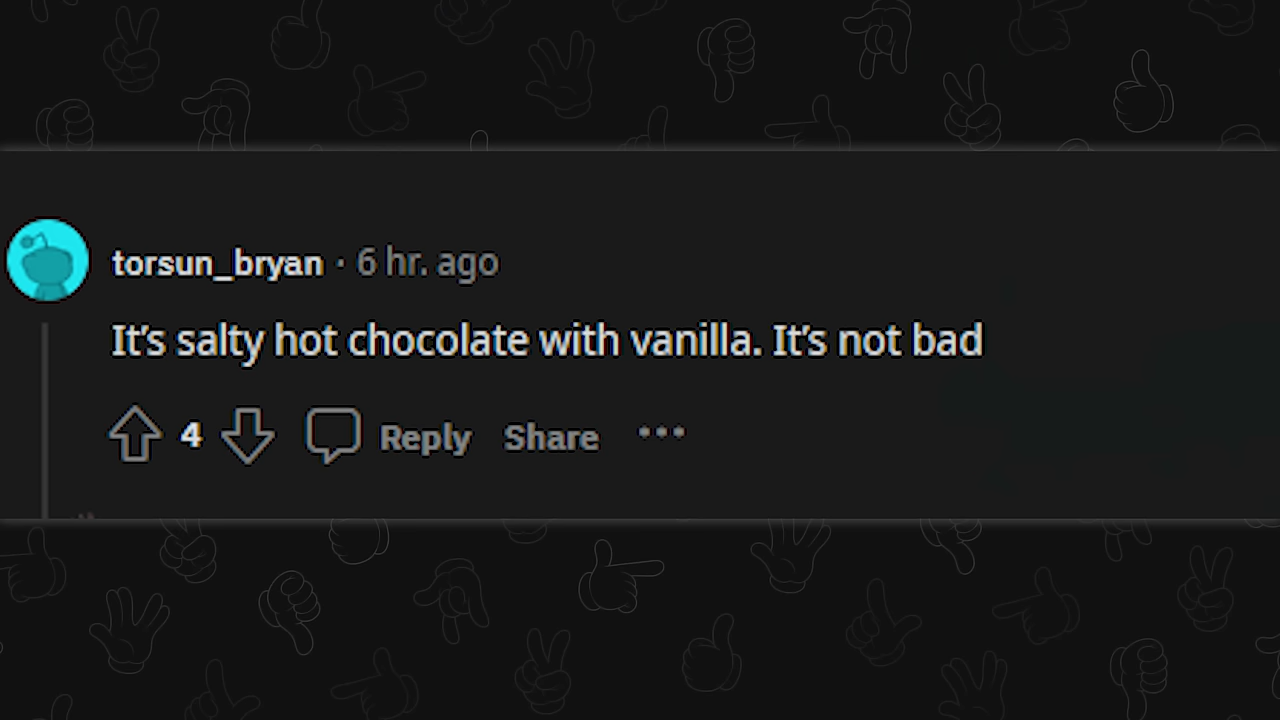 torsun_bryan · 6 hr. ago
It’s salty hot chocolate with vanilla. It’s not bad
4 Reply Share ···